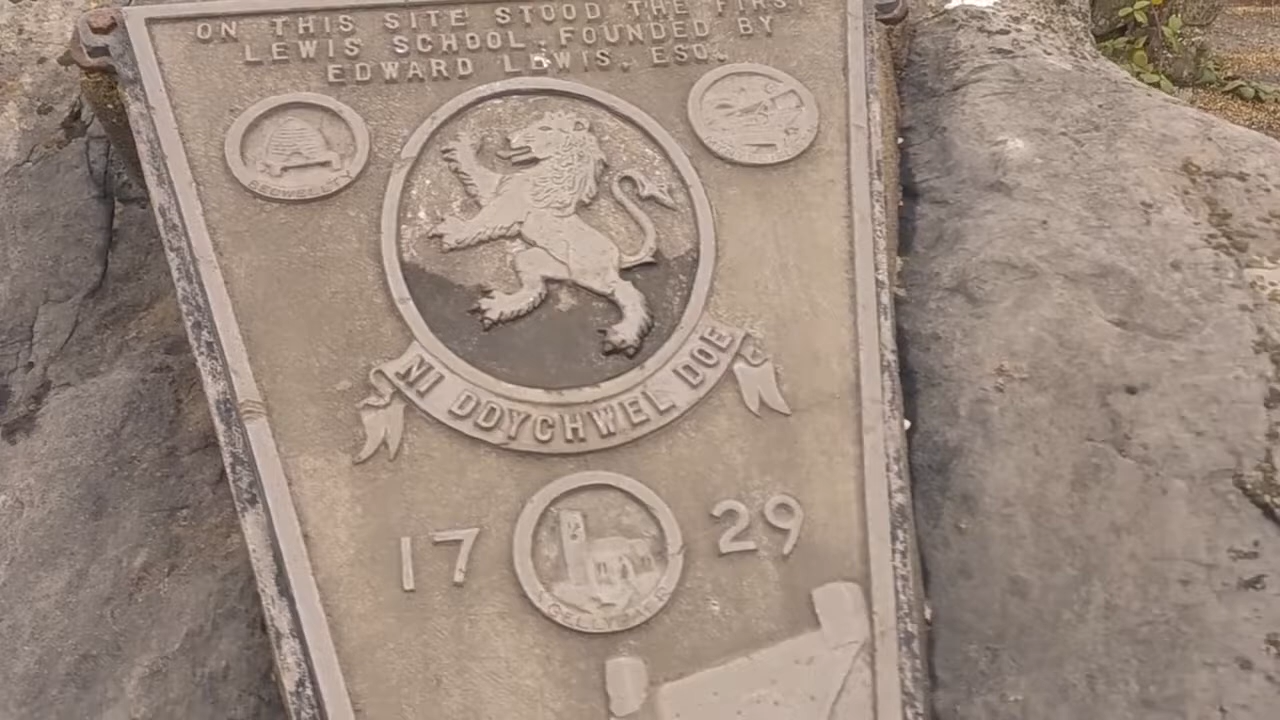 ON THIS SITE STOOD THE FIRST
LEWIS SCHOOL, FOUNDED BY
EDWARD LEWIS, ESQ.
BEDWELLTY
NI DDYCHWEL DOE
17 29
GELLYGAER